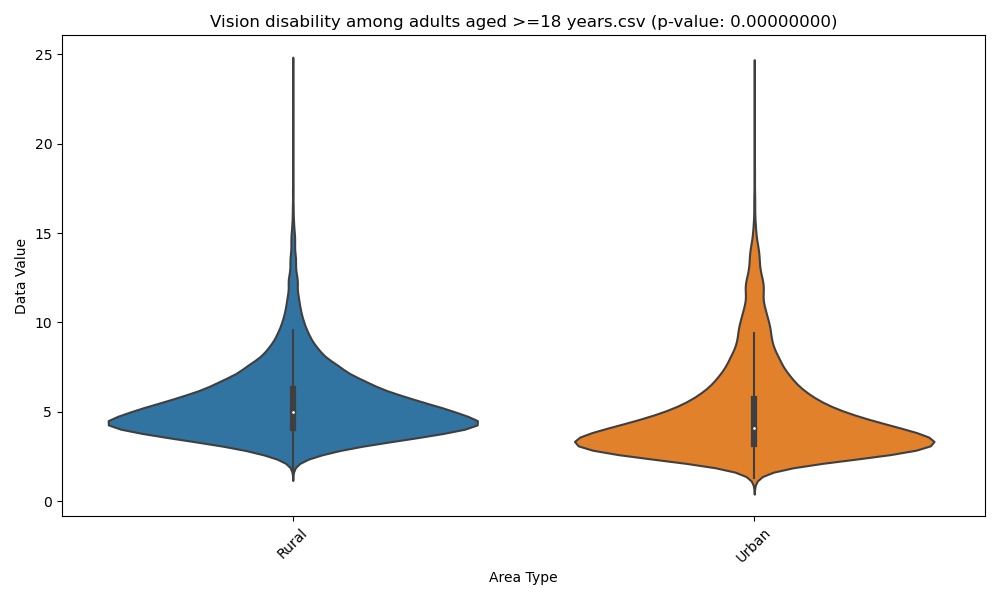 Vision disability among adults aged >=18 years.csv (p-value: 0.00000000)
25
20
15
10
5
0
Data Value
Rural
Urban
Area Type